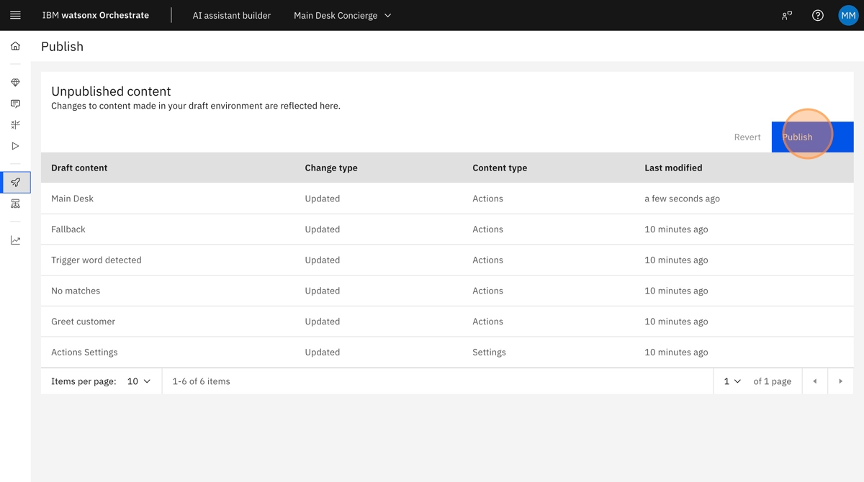 IBM watsonx Orchestrate AI assistant builder Main Desk Concierge MM
Publish
Unpublished content
Changes to content made in your draft environment are reflected here.
Revert Publish
Draft content Change type Content type Last modified
Main Desk Updated Actions a few seconds ago
Fallback Updated Actions 10 minutes ago
Trigger word detected Updated Actions 10 minutes ago
No matches Updated Actions 10 minutes ago
Greet customer Updated Actions 10 minutes ago
Actions Settings Updated Settings 10 minutes ago
Items per page: 10 1-6 of 6 items 1 of 1 page